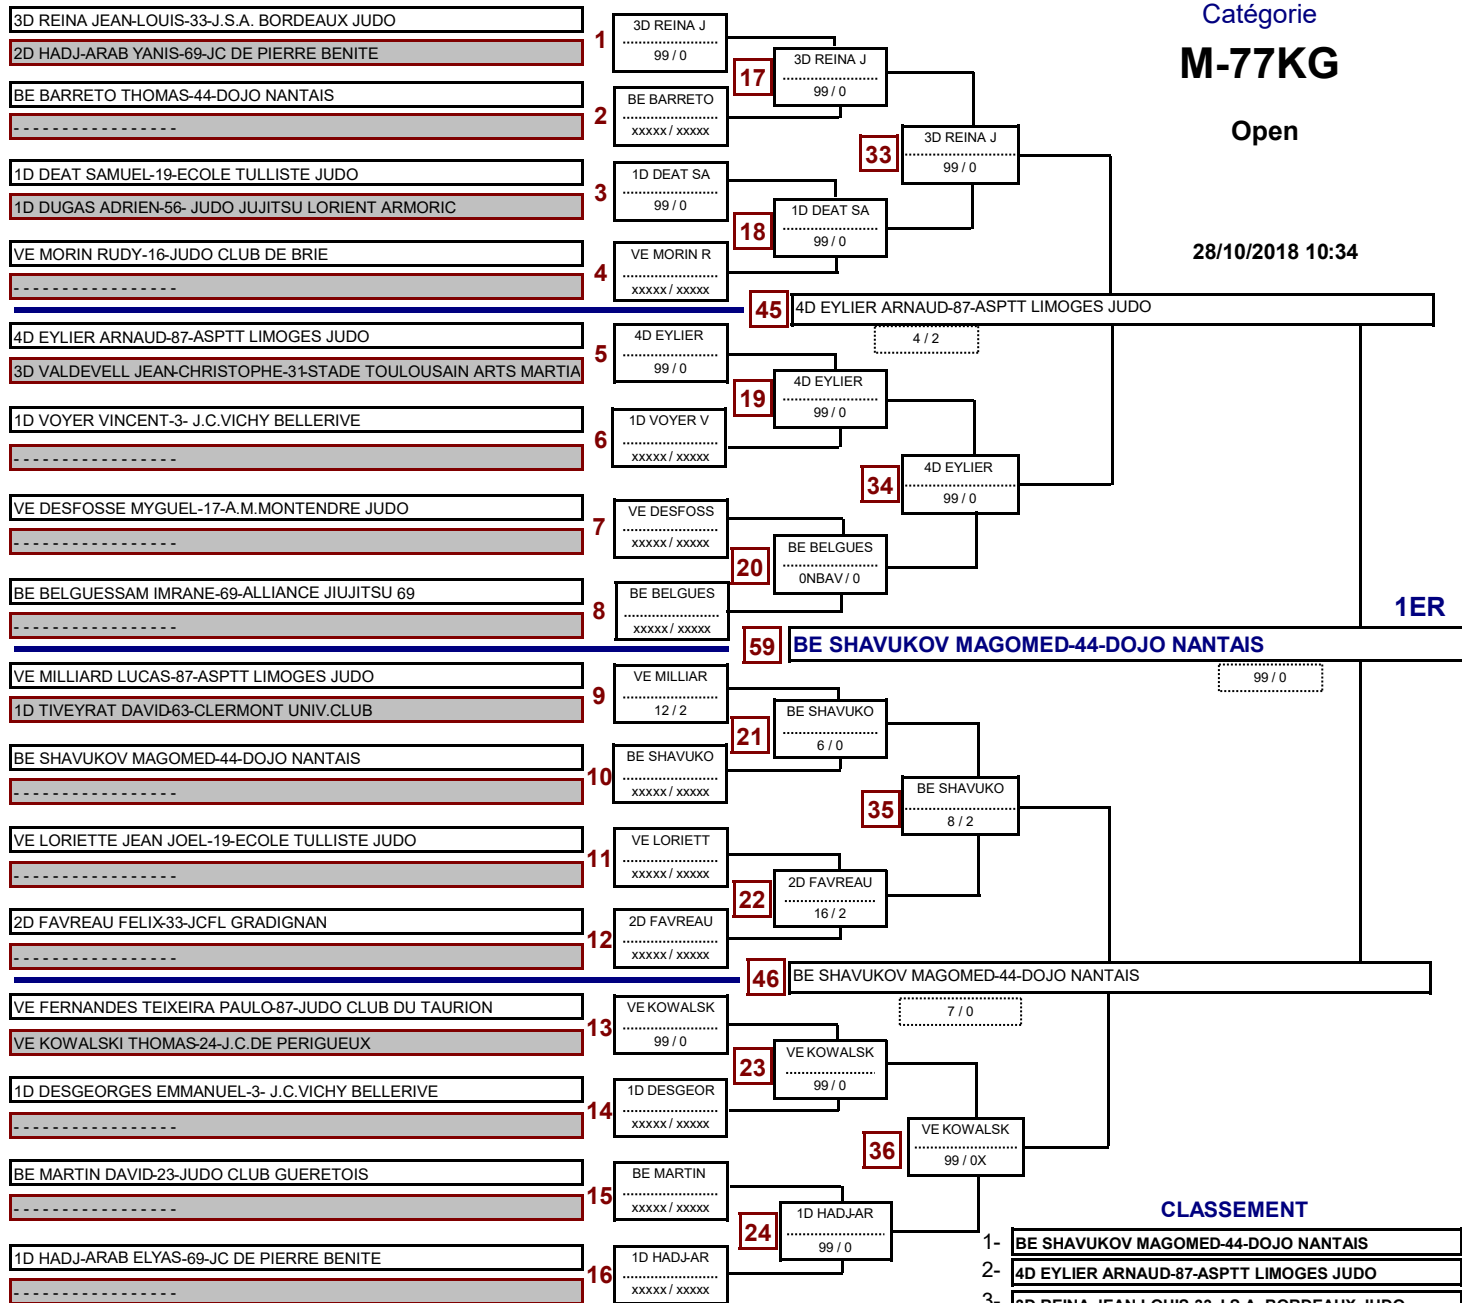 Catégorie
M-77KG
Open
28/10/2018 10:34
3D REINA JEAN-LOUIS-33-J.S.A. BORDEAUX JUDO
2D HADJ-ARAB YANIS-69-JC DE PIERRE BENITE
BE BARRETO THOMAS-44-DOJO NANTAIS
- - - - - - - - - - - - - - - - -
1D DEAT SAMUEL-19-ECOLE TULLISTE JUDO
1D DUGAS ADRIEN-56- JUDO JUJITSU LORIENT ARMORIC
VE MORIN RUDY-16-JUDO CLUB DE BRIE
- - - - - - - - - - - - - - - - -
4D EYLIER ARNAUD-87-ASPTT LIMOGES JUDO
3D VALDEVELL JEAN-CHRISTOPHE-31-STADE TOULOUSAIN ARTS MARTIA
1D VOYER VINCENT-3- J.C.VICHY BELLERIVE
- - - - - - - - - - - - - - - - -
VE DESFOSSE MYGUEL-17-A.M.MONTENDRE JUDO
- - - - - - - - - - - - - - - - -
BE BELGUESSAM IMRANE-69-ALLIANCE JIUJITSU 69
- - - - - - - - - - - - - - - - -
VE MILLIARD LUCAS-87-ASPTT LIMOGES JUDO
1D TIVEYRAT DAVID-63-CLERMONT UNIV.CLUB
BE SHAVUKOV MAGOMED-44-DOJO NANTAIS
- - - - - - - - - - - - - - - - -
VE LORIETTE JEAN JOEL-19-ECOLE TULLISTE JUDO
- - - - - - - - - - - - - - - - -
2D FAVREAU FELIX-33-JCFL GRADIGNAN
- - - - - - - - - - - - - - - - -
VE FERNANDES TEIXEIRA PAULO-87-JUDO CLUB DU TAURION
VE KOWALSKI THOMAS-24-J.C.DE PERIGUEUX
1D DESGEORGES EMMANUEL-3- J.C.VICHY BELLERIVE
- - - - - - - - - - - - - - - - -
BE MARTIN DAVID-23-JUDO CLUB GUERETOIS
- - - - - - - - - - - - - - - - -
1D HADJ-ARAB ELYAS-69-JC DE PIERRE BENITE
- - - - - - - - - - - - - - - - -
1
3D REINA J
99 / 0
2
BE BARRETO
xxxxx / xxxxx
3
1D DEAT SA
99 / 0
4
VE MORIN R
xxxxx / xxxxx
5
4D EYLIER
99 / 0
6
1D VOYER V
xxxxx / xxxxx
7
VE DESFOSS
xxxxx / xxxxx
8
BE BELGUES
xxxxx / xxxxx
9
VE MILLIAR
12 / 2
10
BE SHAVUKO
xxxxx / xxxxx
11
VE LORIETT
xxxxx / xxxxx
12
2D FAVREAU
xxxxx / xxxxx
13
VE KOWALSK
99 / 0
14
1D DESGEOR
xxxxx / xxxxx
15
BE MARTIN
xxxxx / xxxxx
16
1D HADJ-AR
xxxxx / xxxxx
17
3D REINA J
99 / 0
18
1D DEAT SA
99 / 0
19
4D EYLIER
99 / 0
20
BE BELGUES
0NBAV / 0
21
BE SHAVUKO
6 / 0
22
2D FAVREAU
16 / 2
23
VE KOWALSK
99 / 0
24
1D HADJ-AR
99 / 0
33
3D REINA J
99 / 0
34
4D EYLIER
99 / 0
35
BE SHAVUKO
8 / 2
36
VE KOWALSK
99 / 0X
45
4D EYLIER ARNAUD-87-ASPTT LIMOGES JUDO
4 / 2
46
BE SHAVUKOV MAGOMED-44-DOJO NANTAIS
7 / 0
1ER
59
BE SHAVUKOV MAGOMED-44-DOJO NANTAIS
99 / 0
CLASSEMENT
1- BE SHAVUKOV MAGOMED-44-DOJO NANTAIS
2- 4D EYLIER ARNAUD-87-ASPTT LIMOGES JUDO
3- 3D REINA JEAN-LOUIS-33-J.S.A. BORDEAUX JUDO